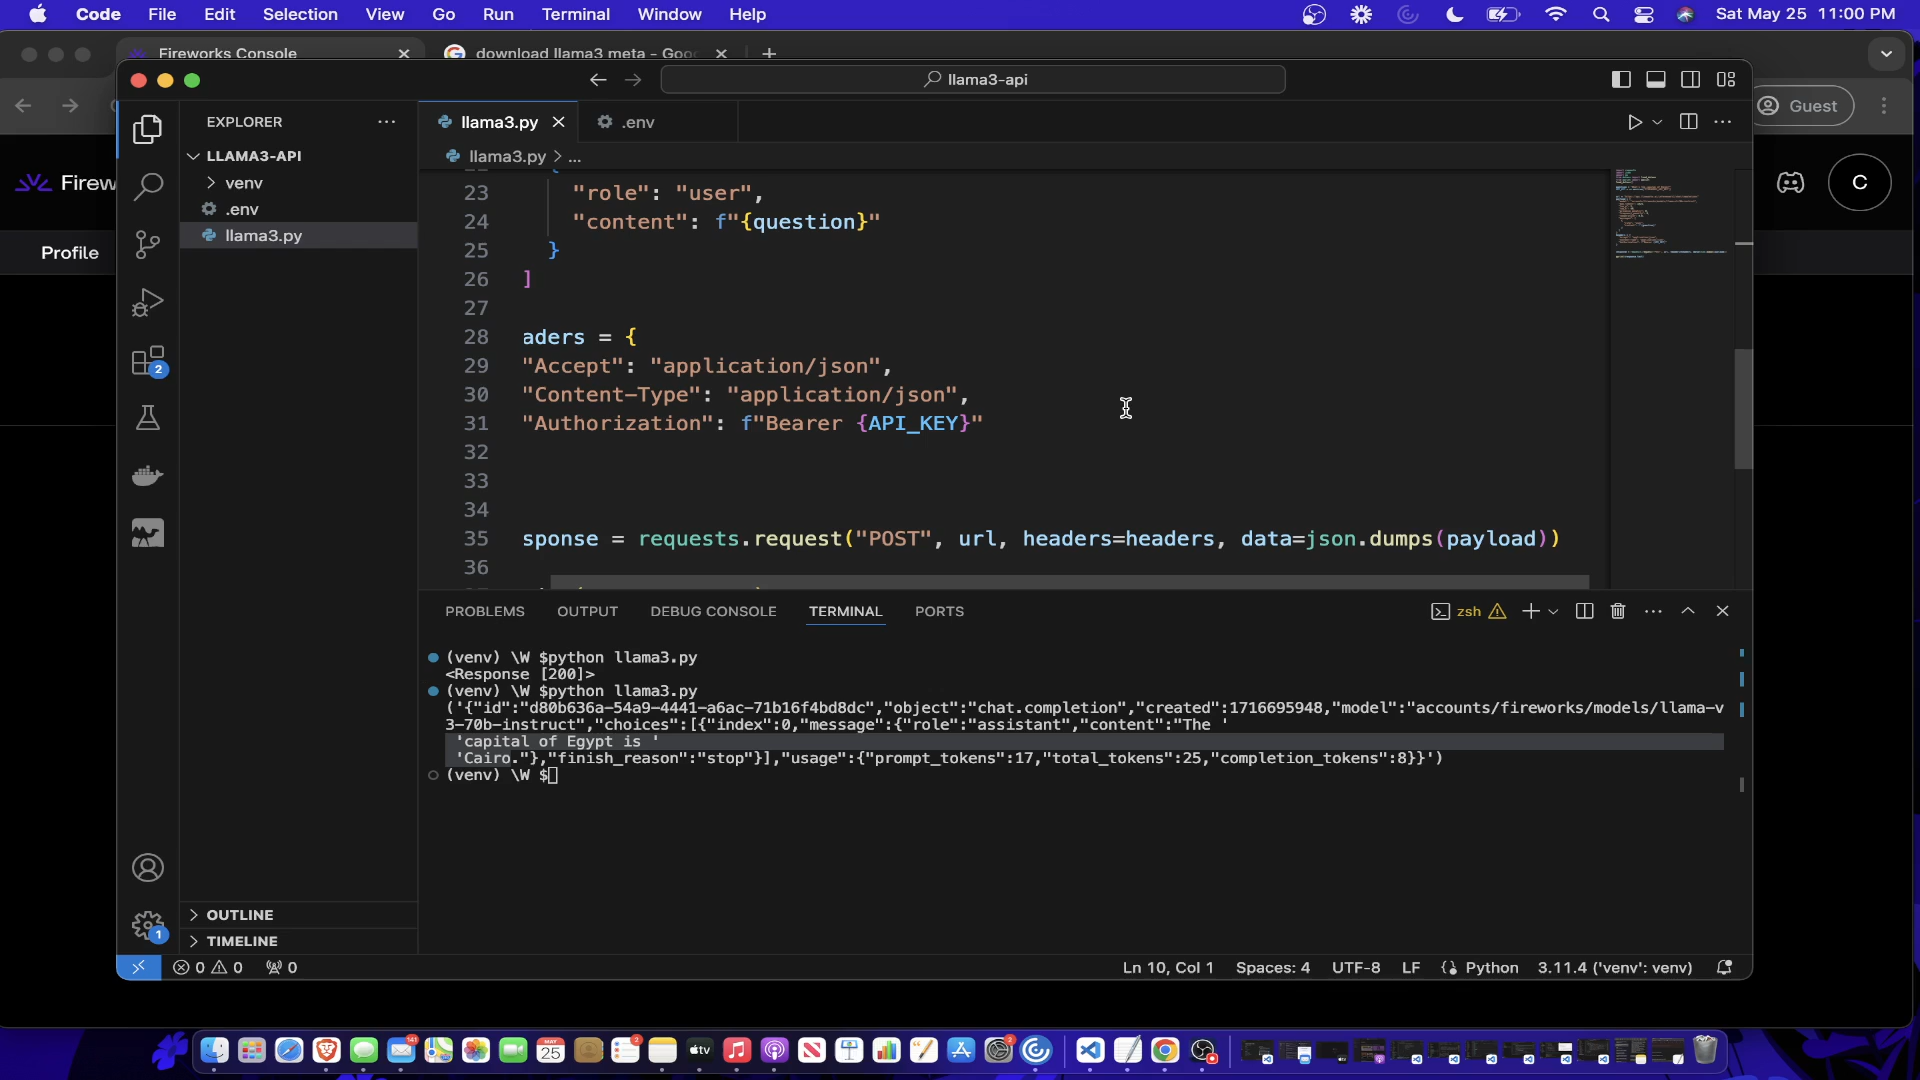 Code File Edit Selection View Go Run Terminal Window Help Sat May 25 11:00 PM
Fireworks Console download llama3 meta - Goo
llama3-api
Guest
Firew
C
Profile
EXPLORER
LLAMA3-API
venv
.env
llama3.py
OUTLINE
TIMELINE
2
1
llama3.py .env
llama3.py > ...
23 "role": "user",
24 "content": f"{question}"
25 }
26 ]
27
28 aders = {
29 "Accept": "application/json",
30 "Content-Type": "application/json",
31 "Authorization": f"Bearer {API_KEY}"
32
33
34
35 sponse = requests.request("POST", url, headers=headers, data=json.dumps(payload))
36
PROBLEMS OUTPUT DEBUG CONSOLE TERMINAL PORTS zsh
(venv) \W $python llama3.py
<Response [200]>
(venv) \W $python llama3.py
('{"id":"d80b636a-54a9-4441-a6ac-71b16f4bd8dc","object":"chat.completion","created":1716695948,"model":"accounts/fireworks/models/llama-v
3-70b-instruct","choices":[{"index":0,"message":{"role":"assistant","content":"The '
'capital of Egypt is '
'Cairo."},"finish_reason":"stop"}],"usage":{"prompt_tokens":17,"total_tokens":25,"completion_tokens":8}}')
(venv) \W $
0 0 0 Ln 10, Col 1 Spaces: 4 UTF-8 LF Python 3.11.4 ('venv': venv)
141
MAY
25
2
tv
2